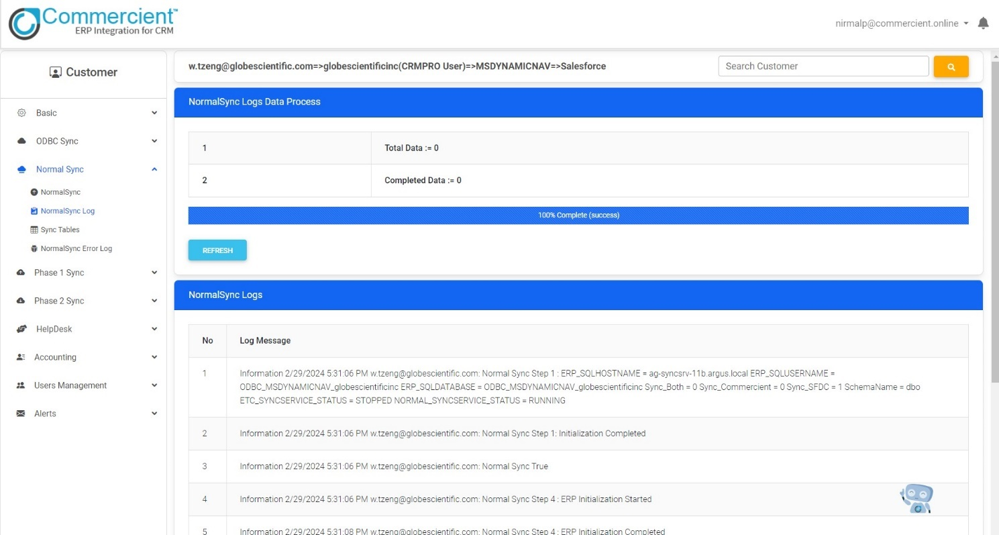 Commercient™
ERP Integration for CRM
nirmalp@commercient.online
Customer
Basic
ODBC Sync
Normal Sync
NormalSync
NormalSync Log
Sync Tables
NormalSync Error Log
Phase 1 Sync
Phase 2 Sync
HelpDesk
Accounting
Users Management
Alerts
w.tzeng@globescientific.com=>globescientificinc(CRMPRO User)=>MSDYNAMICNAV=>Salesforce
Search Customer
NormalSync Logs Data Process
1 Total Data := 0
2 Completed Data := 0
100% Complete (success)
REFRESH
NormalSync Logs
No Log Message
1 Information 2/29/2024 5:31:06 PM w.tzeng@globescientific.com: Normal Sync Step 1 : ERP_SQLHOSTNAME = ag-syncsrv-11b.argus.local ERP_SQLUSERNAME =
ODBC_MSDYNAMICNAV_globescientificinc ERP_SQLDATABASE = ODBC_MSDYNAMICNAV_globescientificinc Sync_Both = 0 Sync_Commercient = 0 Sync_SFDC = 1 SchemaName = dbo
ETC_SYNCSERVICE_STATUS = STOPPED NORMAL_SYNCSERVICE_STATUS = RUNNING
2 Information 2/29/2024 5:31:06 PM w.tzeng@globescientific.com: Normal Sync Step 1: Initialization Completed
3 Information 2/29/2024 5:31:06 PM w.tzeng@globescientific.com: Normal Sync True
4 Information 2/29/2024 5:31:06 PM w.tzeng@globescientific.com: Normal Sync Step 4 : ERP Initialization Started
5 Information 2/29/2024 5:31:08 PM w.tzeng@globescientific.com: Normal Sync Step 4 : ERP Initialization Completed